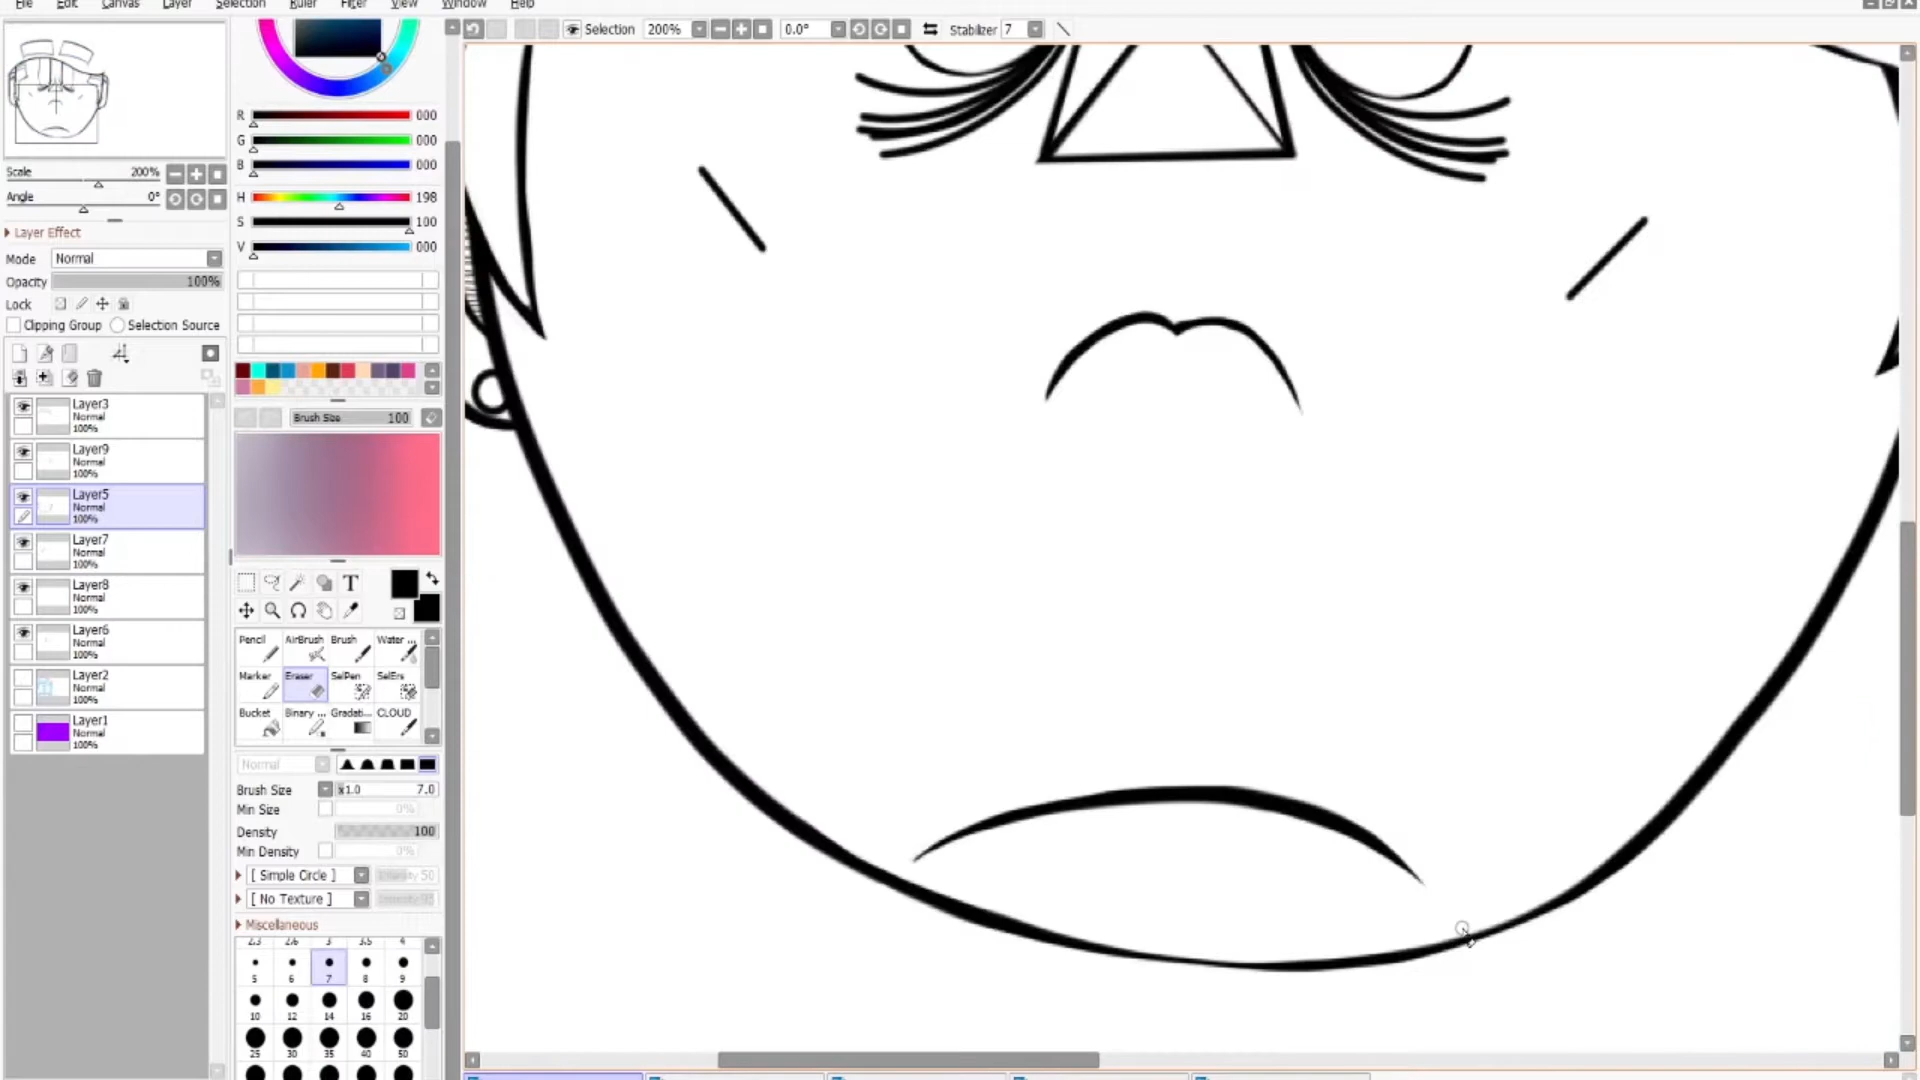 File Edit Canvas Layer Selection Ruler Filter View Window Help
Selection 200% 0.0° Stabilizer 7
Scale 200%
Angle 0°
Layer Effect
Mode Normal
Opacity 100%
Lock
Clipping Group Selection Source
Layer3
Normal
100%
Layer9
Normal
100%
Layer5
Normal
100%
Layer7
Normal
100%
Layer8
Normal
100%
Layer6
Normal
100%
Layer2
Normal
100%
Layer1
Normal
100%
R 000
G 000
B 000
H 198
S 100
V 000
Brush Size 100
T
Pencil AirBrush Brush Water ...
Marker Eraser SelPen SelErs
Bucket Binary ... Gradati... CLOUD
Normal
Brush Size x1.0 7.0
Min Size 0%
Density 100
Min Density 0%
[ Simple Circle ] 50
[ No Texture ]
Miscellaneous
2.3 2.6 3 3.5 4
5 6 7 8 9
10 12 14 16 20
25 30 35 40 50